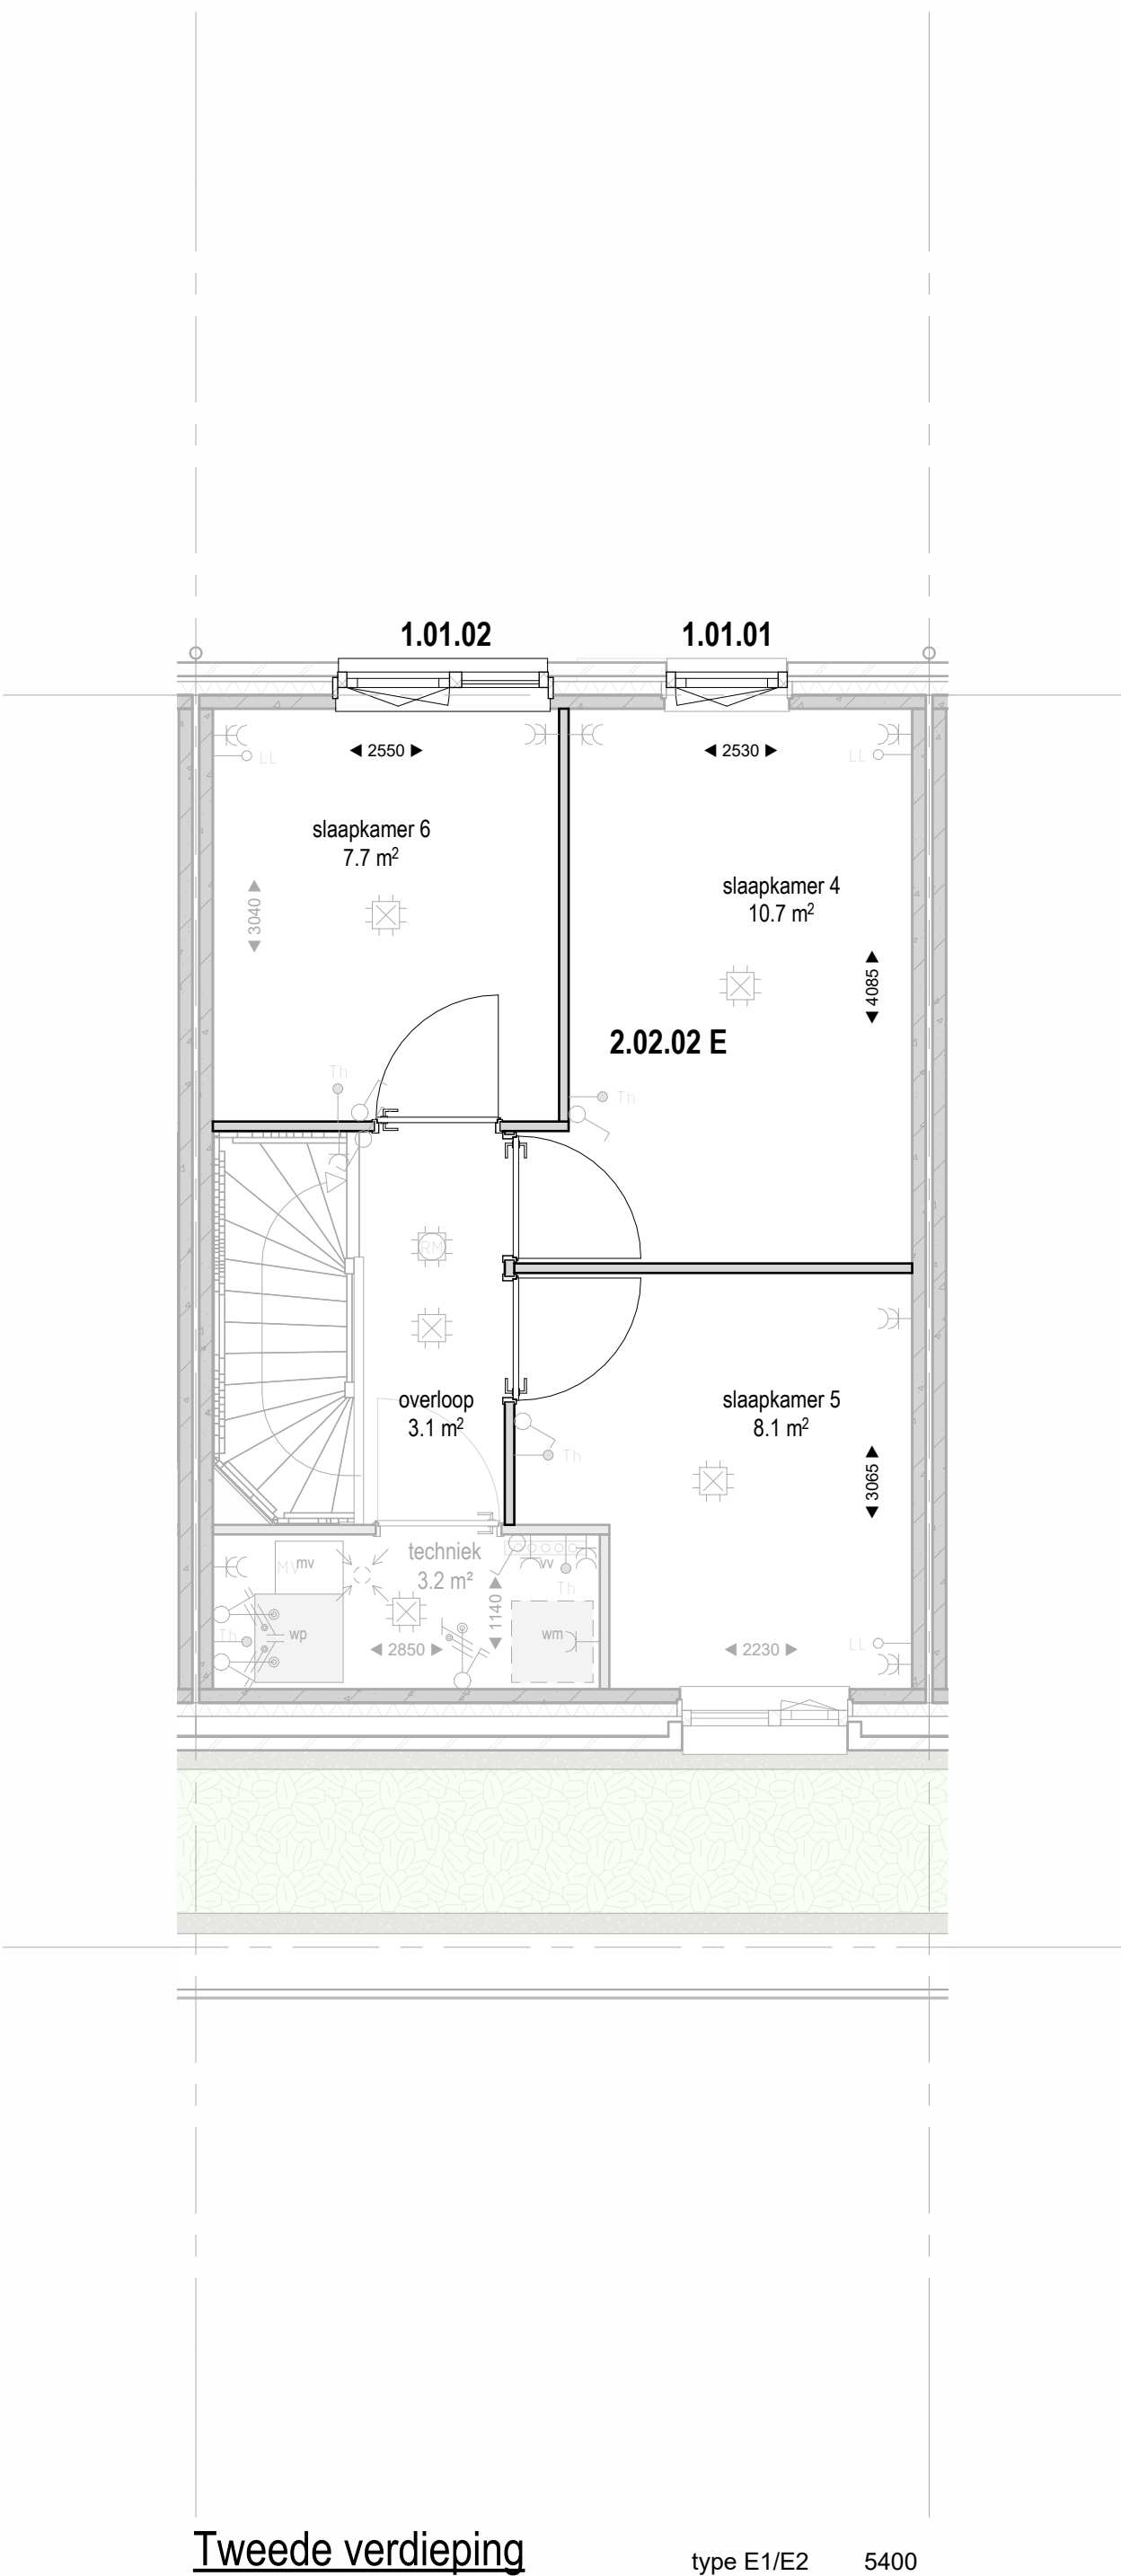 1.01.02
1.01.01
2550
2530
LL
LL
slaapkamer 6
7.7 m²
3040
slaapkamer 4
10.7 m²
4085
2.02.02 E
Th
Th
RM
overloop
3.1 m²
slaapkamer 5
8.1 m²
3065
Th
techniek
3.2 m²
MV
mv
vv
Th
1140
Th
wp
wm
2850
2230
LL
Tweede verdieping
type E1/E2
5400